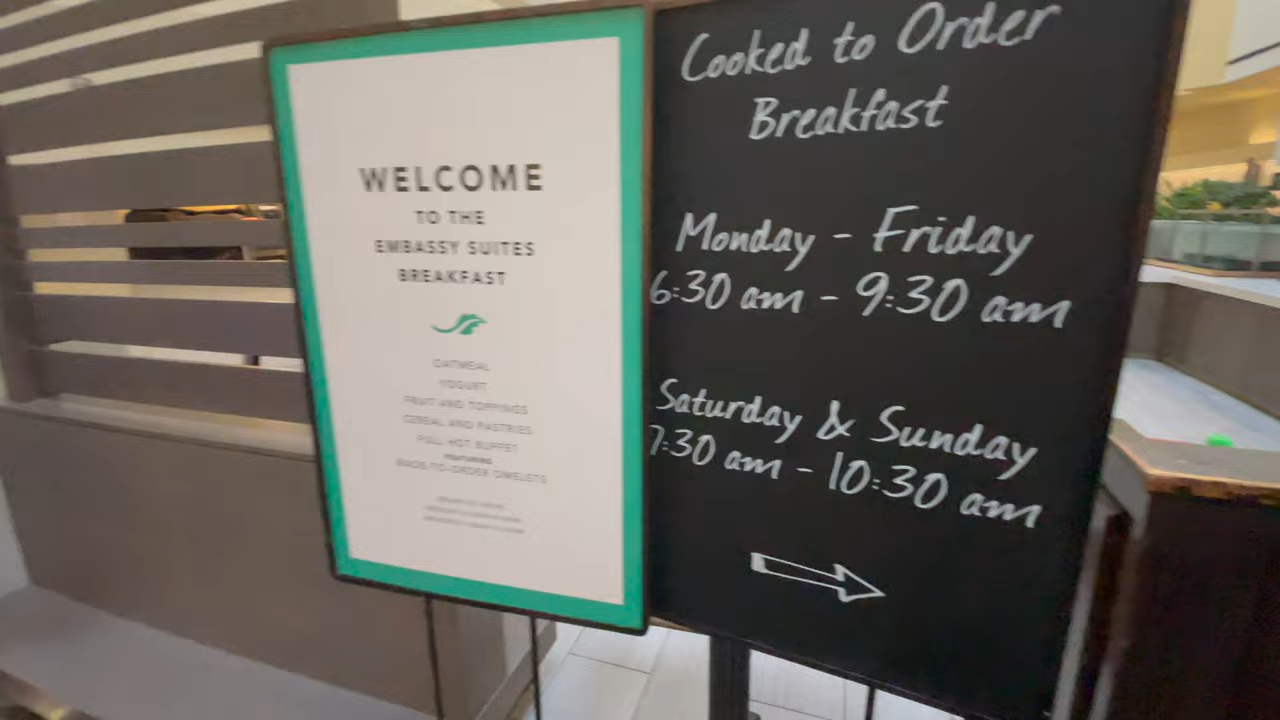 WELCOME
TO THE
EMBASSY SUITES
BREAKFAST
OATMEAL
YOGURT
FRUIT AND TOPPINGS
CEREAL AND PASTRIES
FULL HOT BUFFET
FEATURING
MADE-TO-ORDER OMELETS
Cooked to Order
Breakfast
Monday - Friday
6:30 am - 9:30 am
Saturday & Sunday
7:30 am - 10:30 am